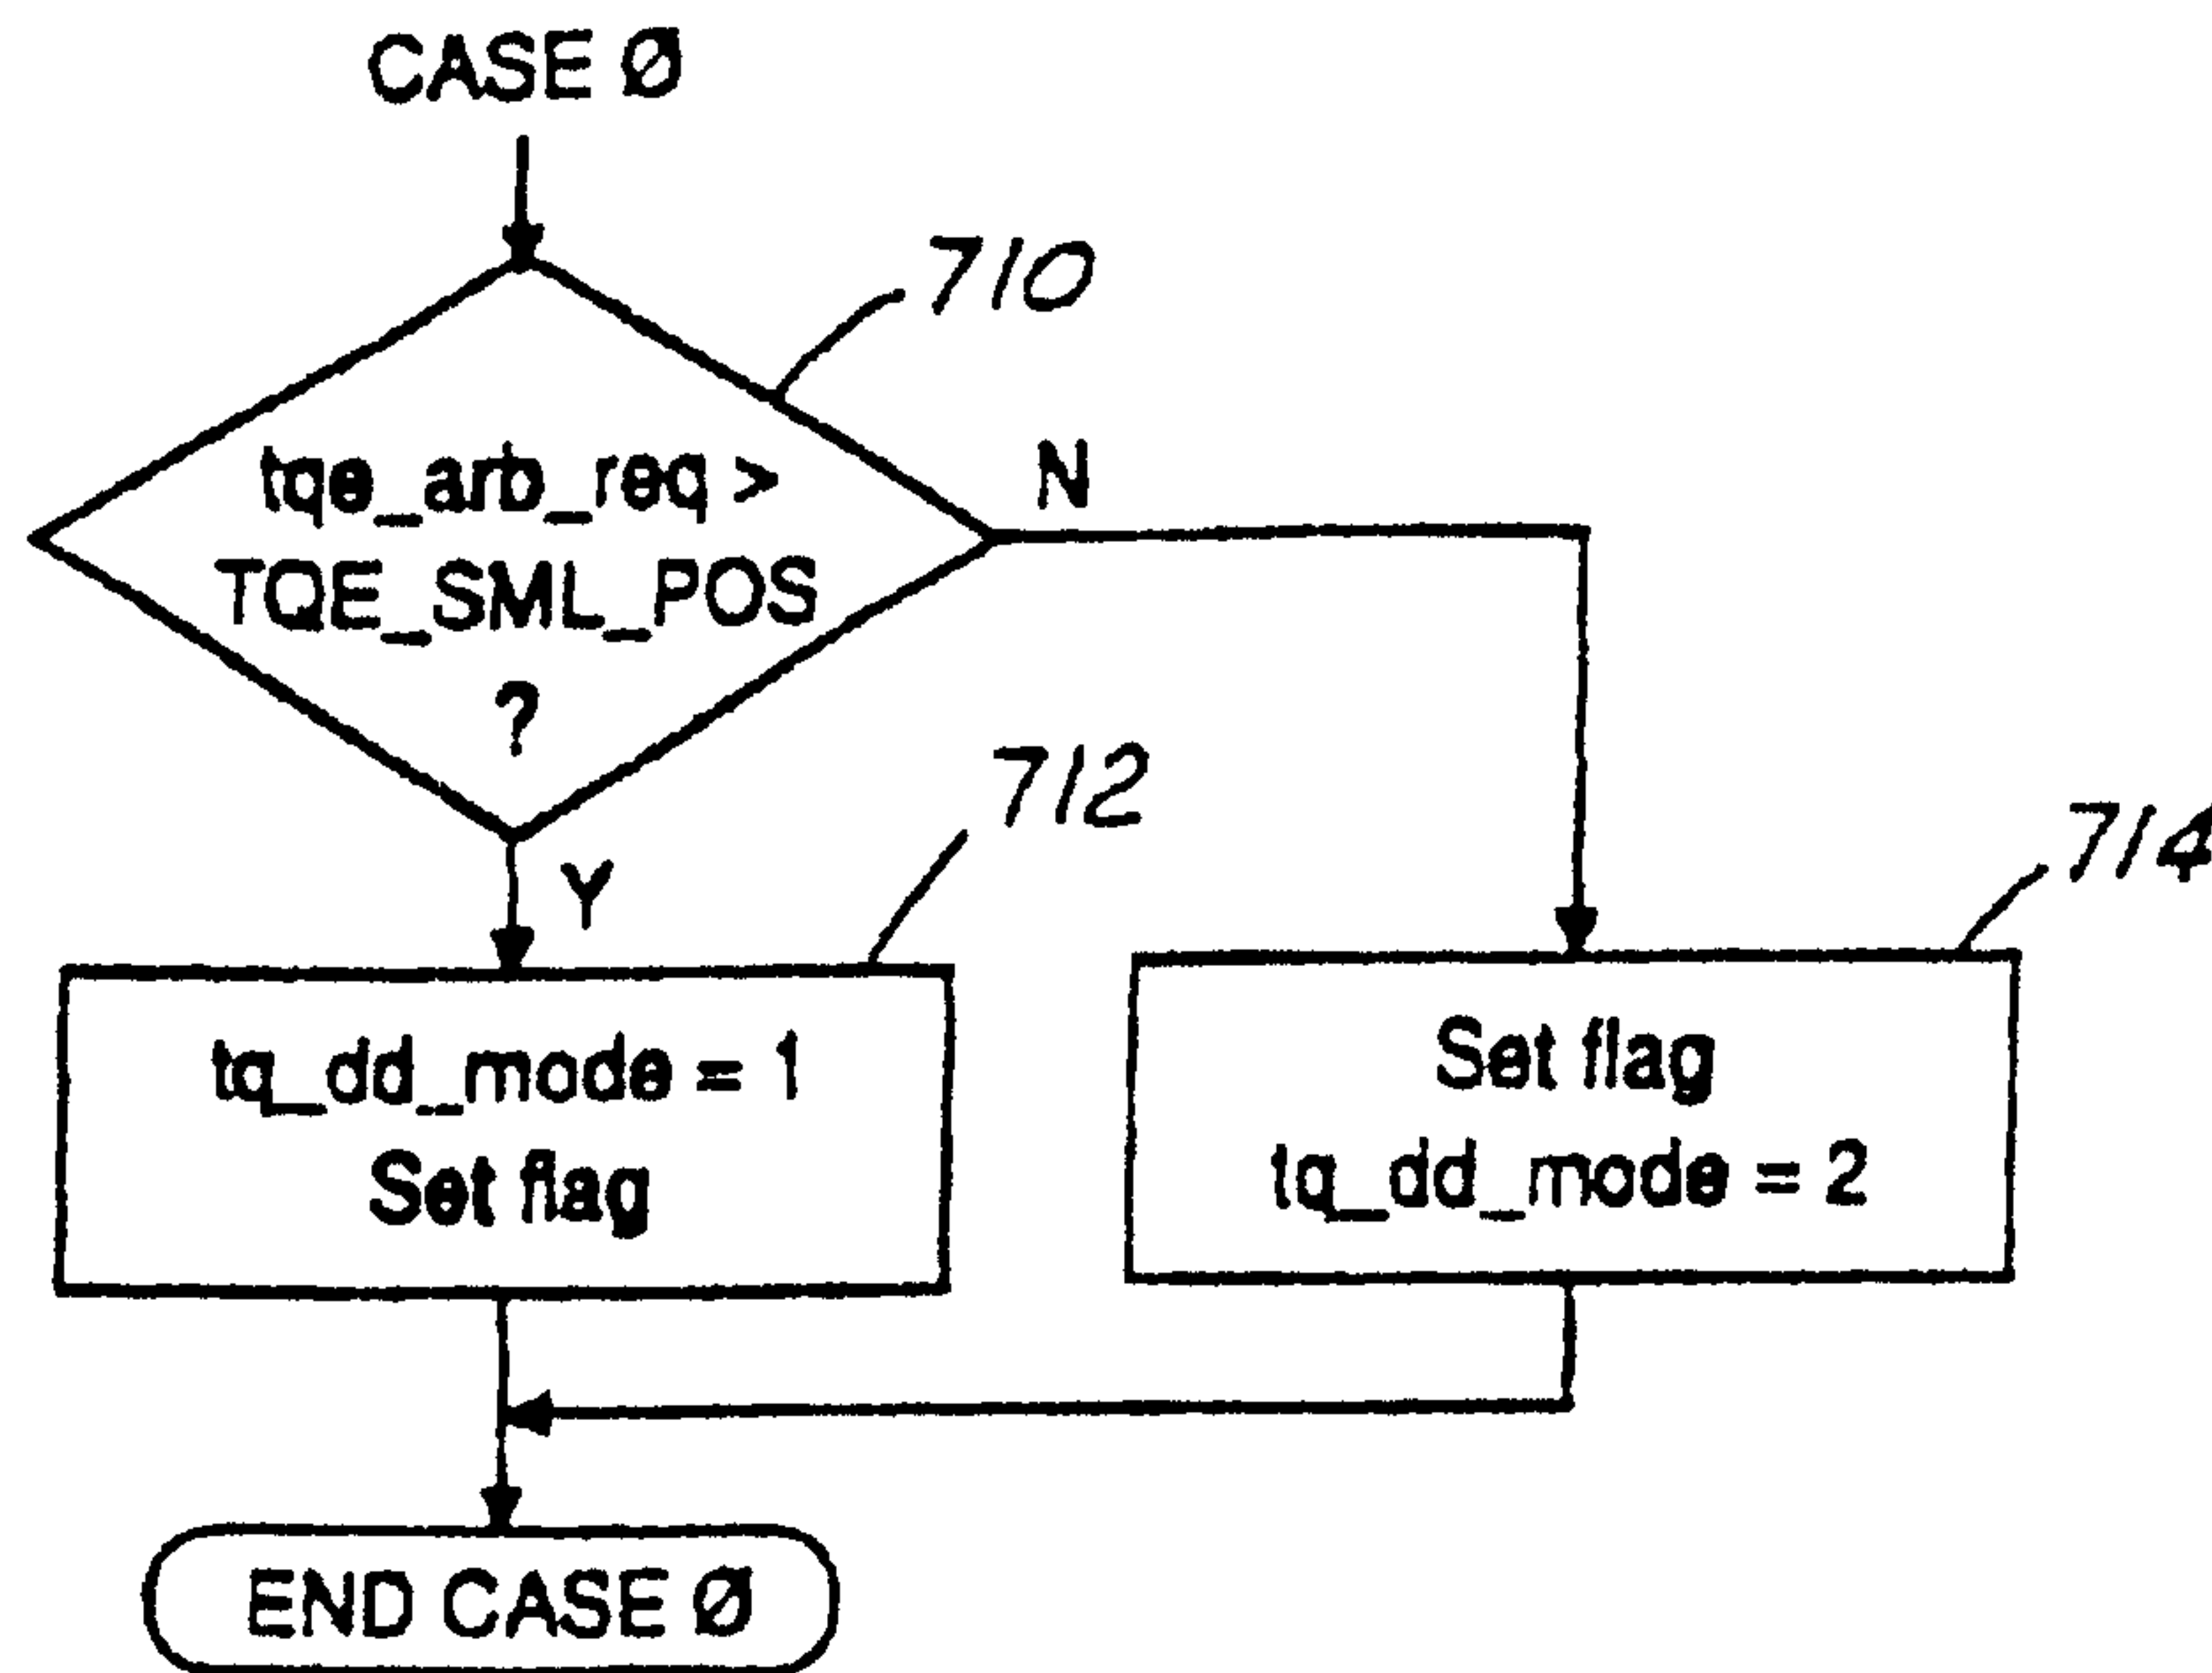 CASE Ø
710
tqe_arb_req >
TQE_SML_POS
?
N
Y
712
714
tq_dd_mode = 1
Set flag
Set flag
tq_dd_mode = 2
END CASE Ø